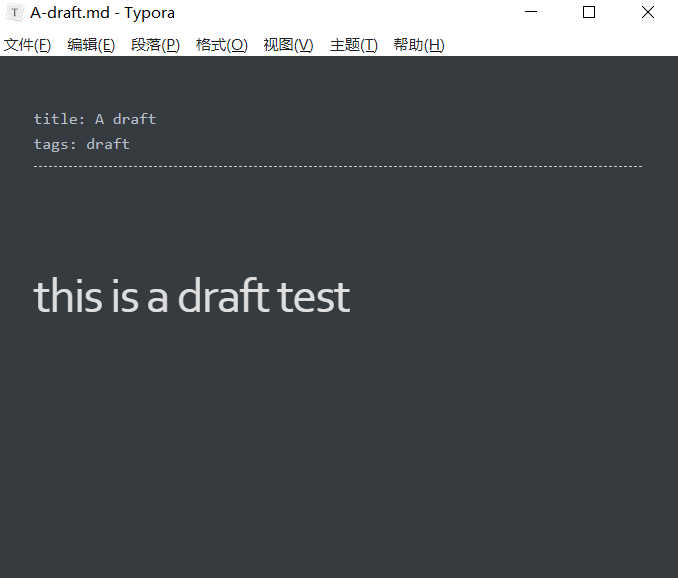 T A-draft.md - Typora
文件(F) 编辑(E) 段落(P) 格式(O) 视图(V) 主题(T) 帮助(H)
title: A draft
tags: draft
this is a draft test